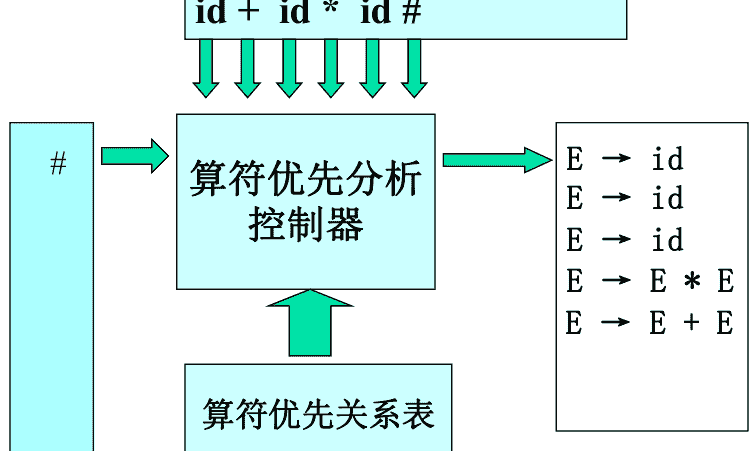 id + id * id #
#
算符优先分析
控制器
E → id
E → id
E → id
E → E * E
E → E + E
算符优先关系表